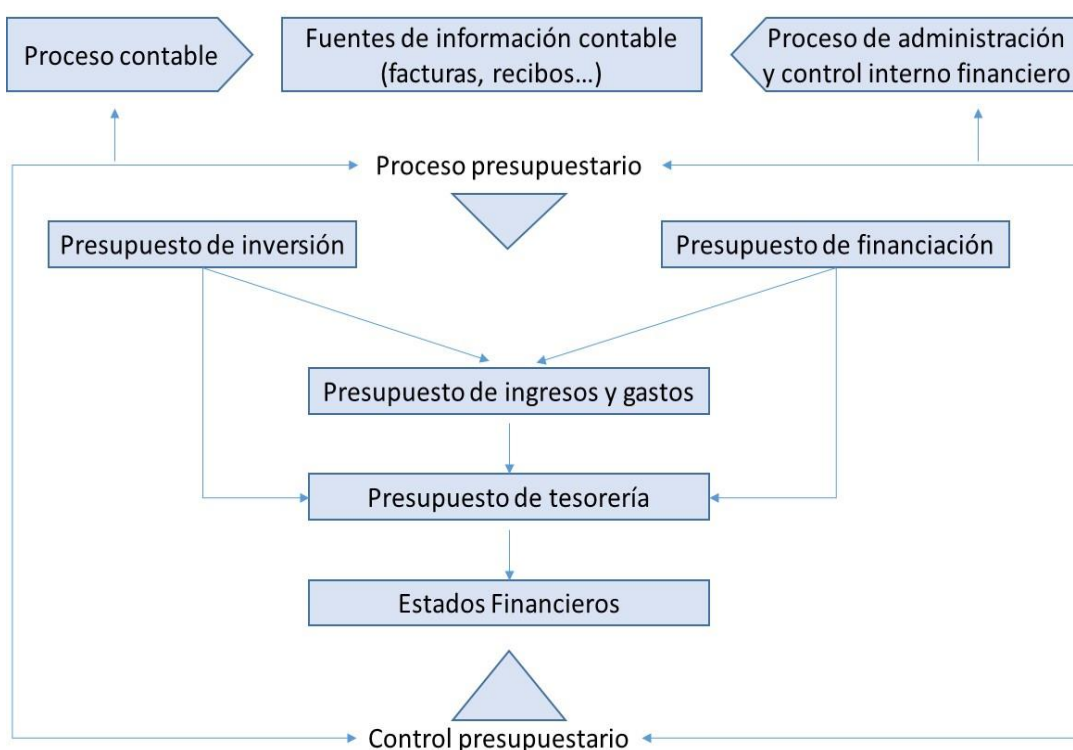 Proceso contable
Fuentes de información contable
(facturas, recibos...)
Proceso de administración
y control interno financiero
Proceso presupuestario
Presupuesto de inversión
Presupuesto de financiación
Presupuesto de ingresos y gastos
Presupuesto de tesorería
Estados Financieros
Control presupuestario